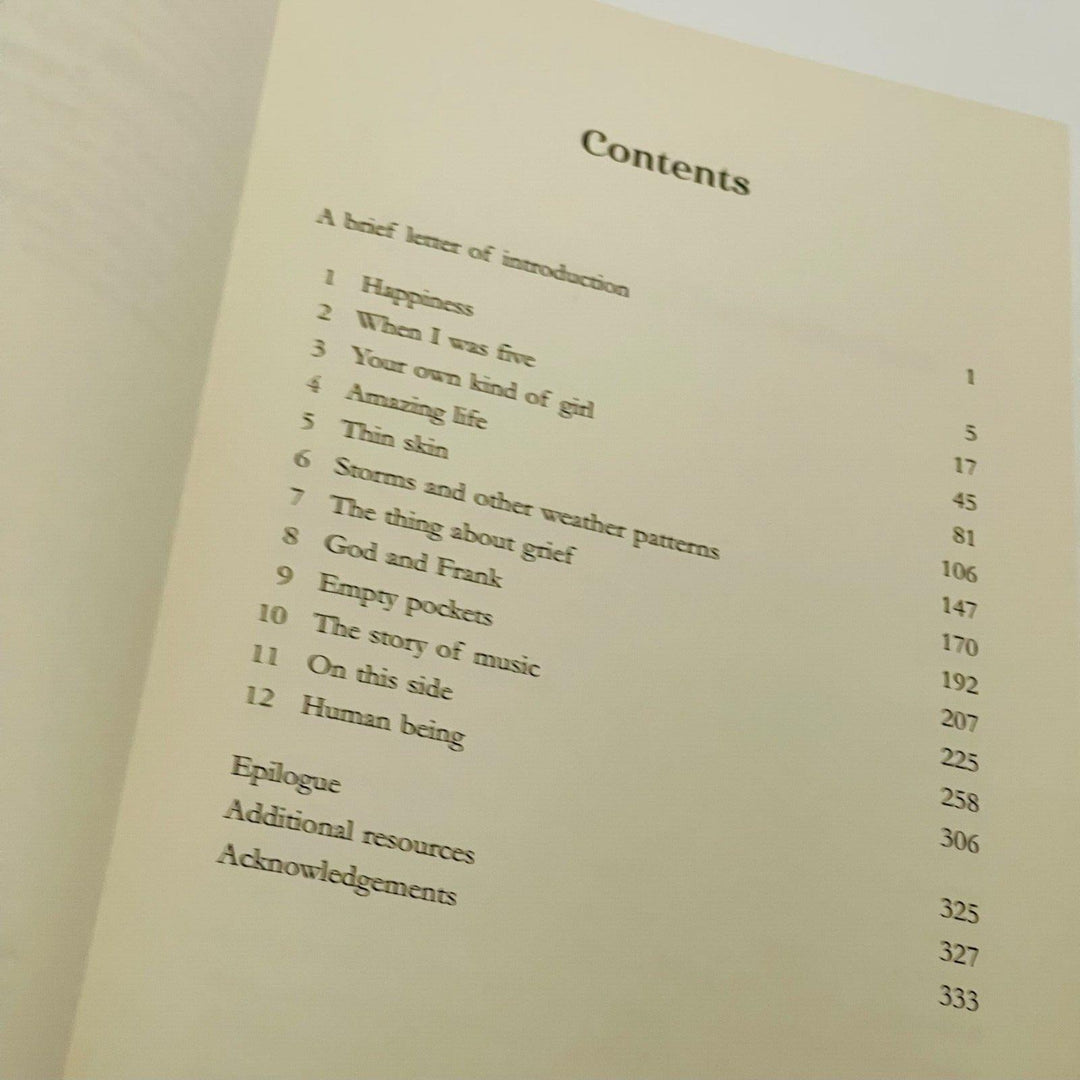 Contents
A brief letter of introduction 1
1 Happiness 5
2 When I was five 17
3 Your own kind of girl 45
4 Amazing life 81
5 Thin skin 106
6 Storms and other weather patterns 147
7 The thing about grief 170
8 God and Frank 192
9 Empty pockets 207
10 The story of music 225
11 On this side 258
12 Human being 306
Epilogue 325
Additional resources 327
Acknowledgements 333